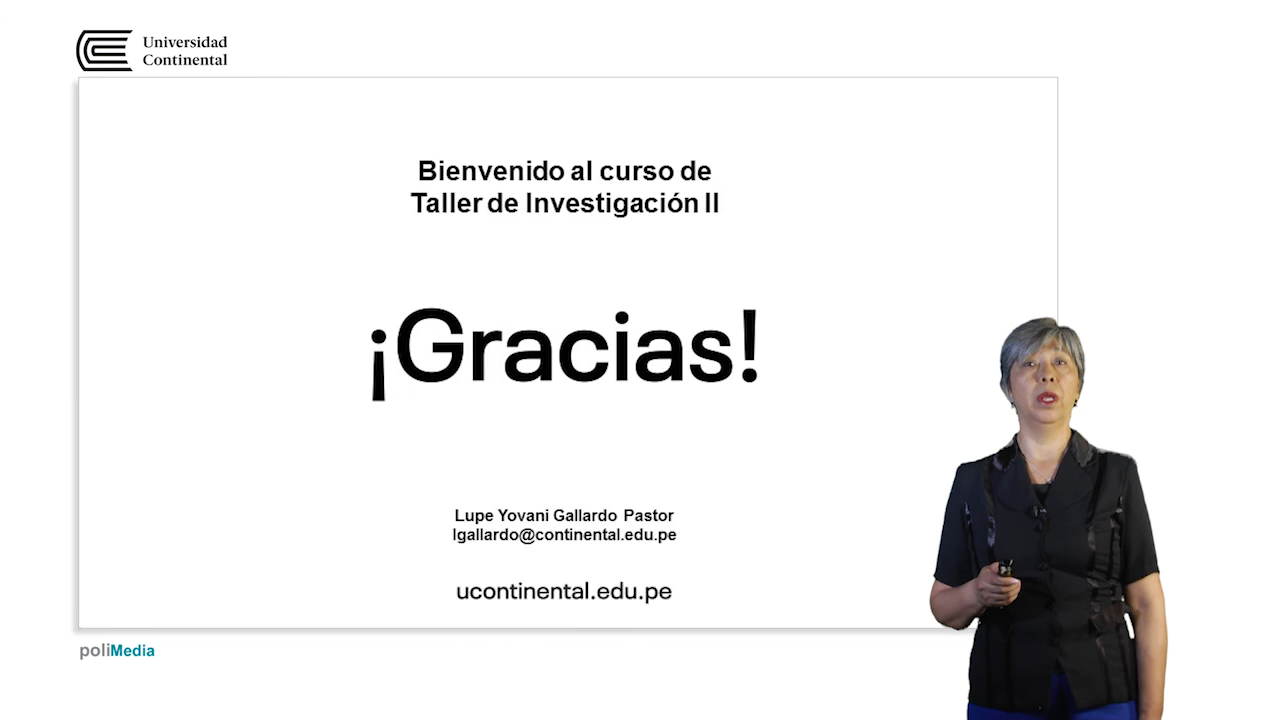 Universidad
Continental
Bienvenido al curso de
Taller de Investigación II
¡Gracias!
Lupe Yovani Gallardo Pastor
lgallardo@continental.edu.pe
ucontinental.edu.pe
poliMedia